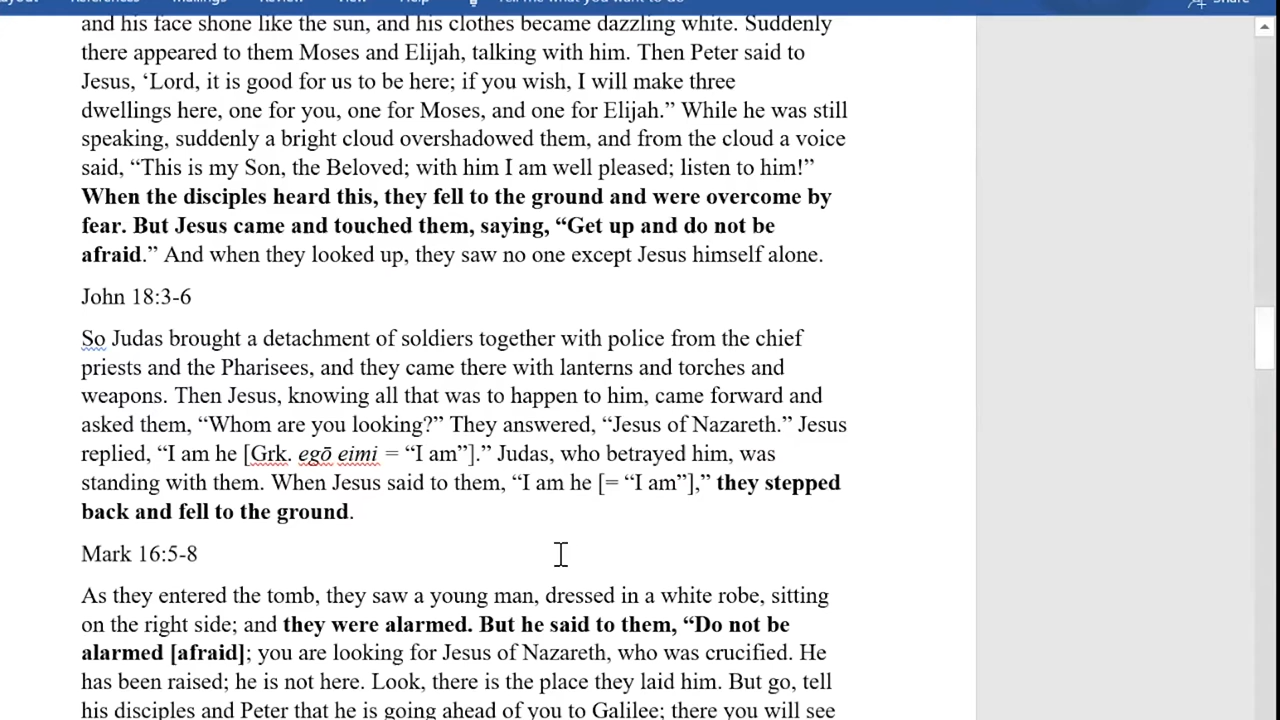 Layout References Mailings Review View Help Tell me what you want to do Share
and his face shone like the sun, and his clothes became dazzling white. Suddenly
there appeared to them Moses and Elijah, talking with him. Then Peter said to
Jesus, ‘Lord, it is good for us to be here; if you wish, I will make three
dwellings here, one for you, one for Moses, and one for Elijah.” While he was still
speaking, suddenly a bright cloud overshadowed them, and from the cloud a voice
said, “This is my Son, the Beloved; with him I am well pleased; listen to him!”
When the disciples heard this, they fell to the ground and were overcome by
fear. But Jesus came and touched them, saying, “Get up and do not be
afraid.” And when they looked up, they saw no one except Jesus himself alone.
John 18:3-6
So Judas brought a detachment of soldiers together with police from the chief
priests and the Pharisees, and they came there with lanterns and torches and
weapons. Then Jesus, knowing all that was to happen to him, came forward and
asked them, “Whom are you looking?” They answered, “Jesus of Nazareth.” Jesus
replied, “I am he [Grk. egō eimi = “I am”].” Judas, who betrayed him, was
standing with them. When Jesus said to them, “I am he [= “I am”],” they stepped
back and fell to the ground.
Mark 16:5-8
As they entered the tomb, they saw a young man, dressed in a white robe, sitting
on the right side; and they were alarmed. But he said to them, “Do not be
alarmed [afraid]; you are looking for Jesus of Nazareth, who was crucified. He
has been raised; he is not here. Look, there is the place they laid him. But go, tell
his disciples and Peter that he is going ahead of you to Galilee; there you will see